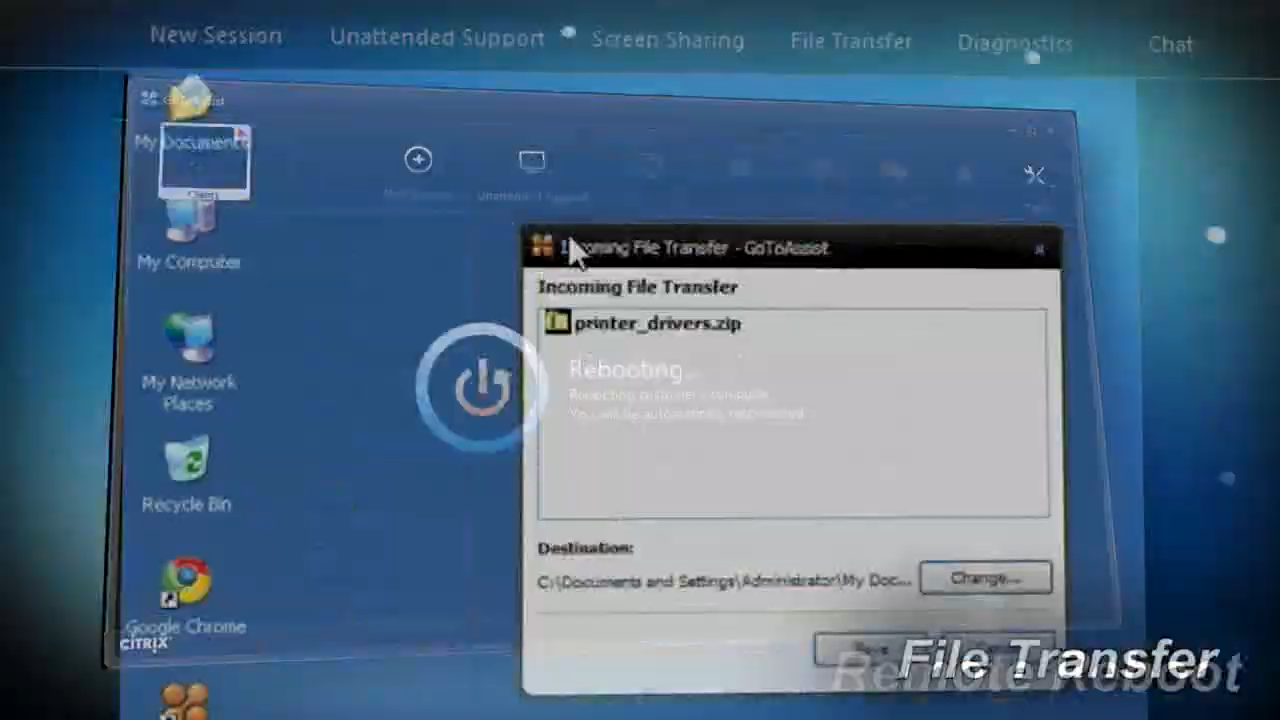 New Session Unattended Support Screen Sharing File Transfer Diagnostics Chat
My Documents
My Computer
Incoming File Transfer - GoToAssist
Incoming File Transfer
printer_drivers.zip
Rebooting...
Rebooting customer's computer
You will be automatically reconnected
My Network
Places
Recycle Bin
Destination:
C:\Documents and Settings\Administrator\My Doc...
Change...
Google Chrome
CITRIX
File Transfer
Remote Reboot